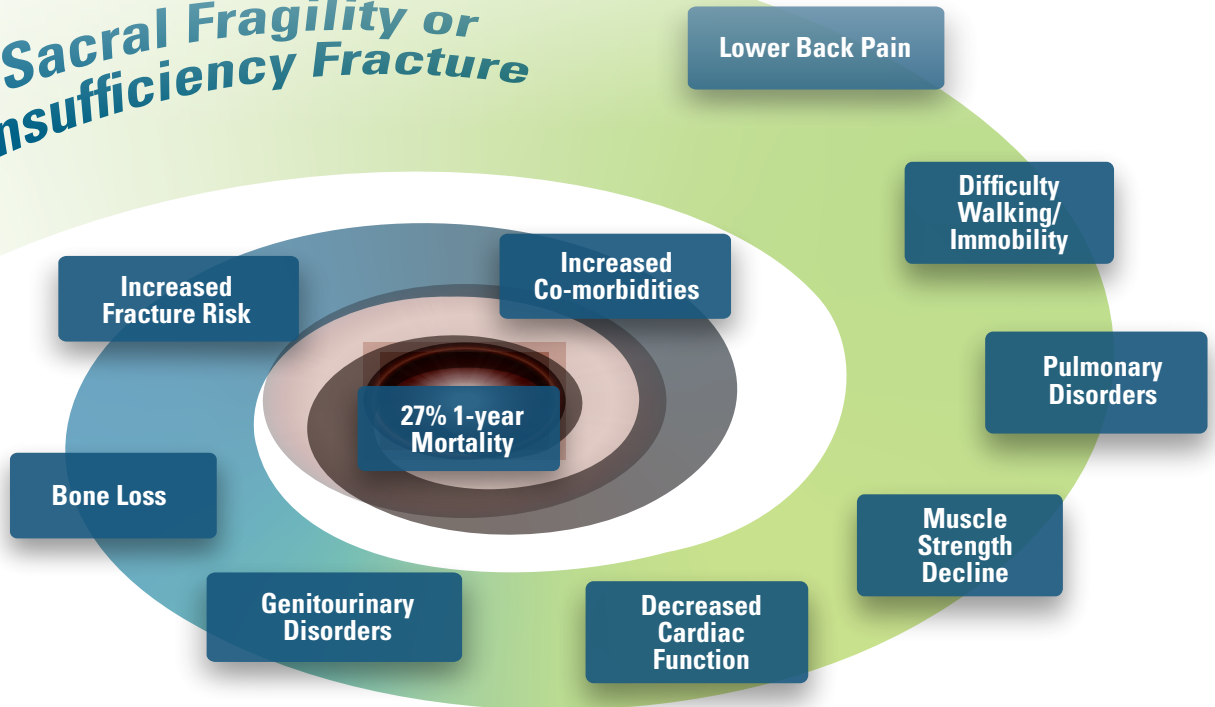 Sacral Fragility or
nsufficiency Fracture
Lower Back Pain
Difficulty
Walking/
Immobility
Pulmonary
Disorders
Muscle
Strength
Decline
Decreased
Cardiac
Function
Genitourinary
Disorders
Bone Loss
Increased
Fracture Risk
Increased
Co-morbidities
27% 1-year
Mortality